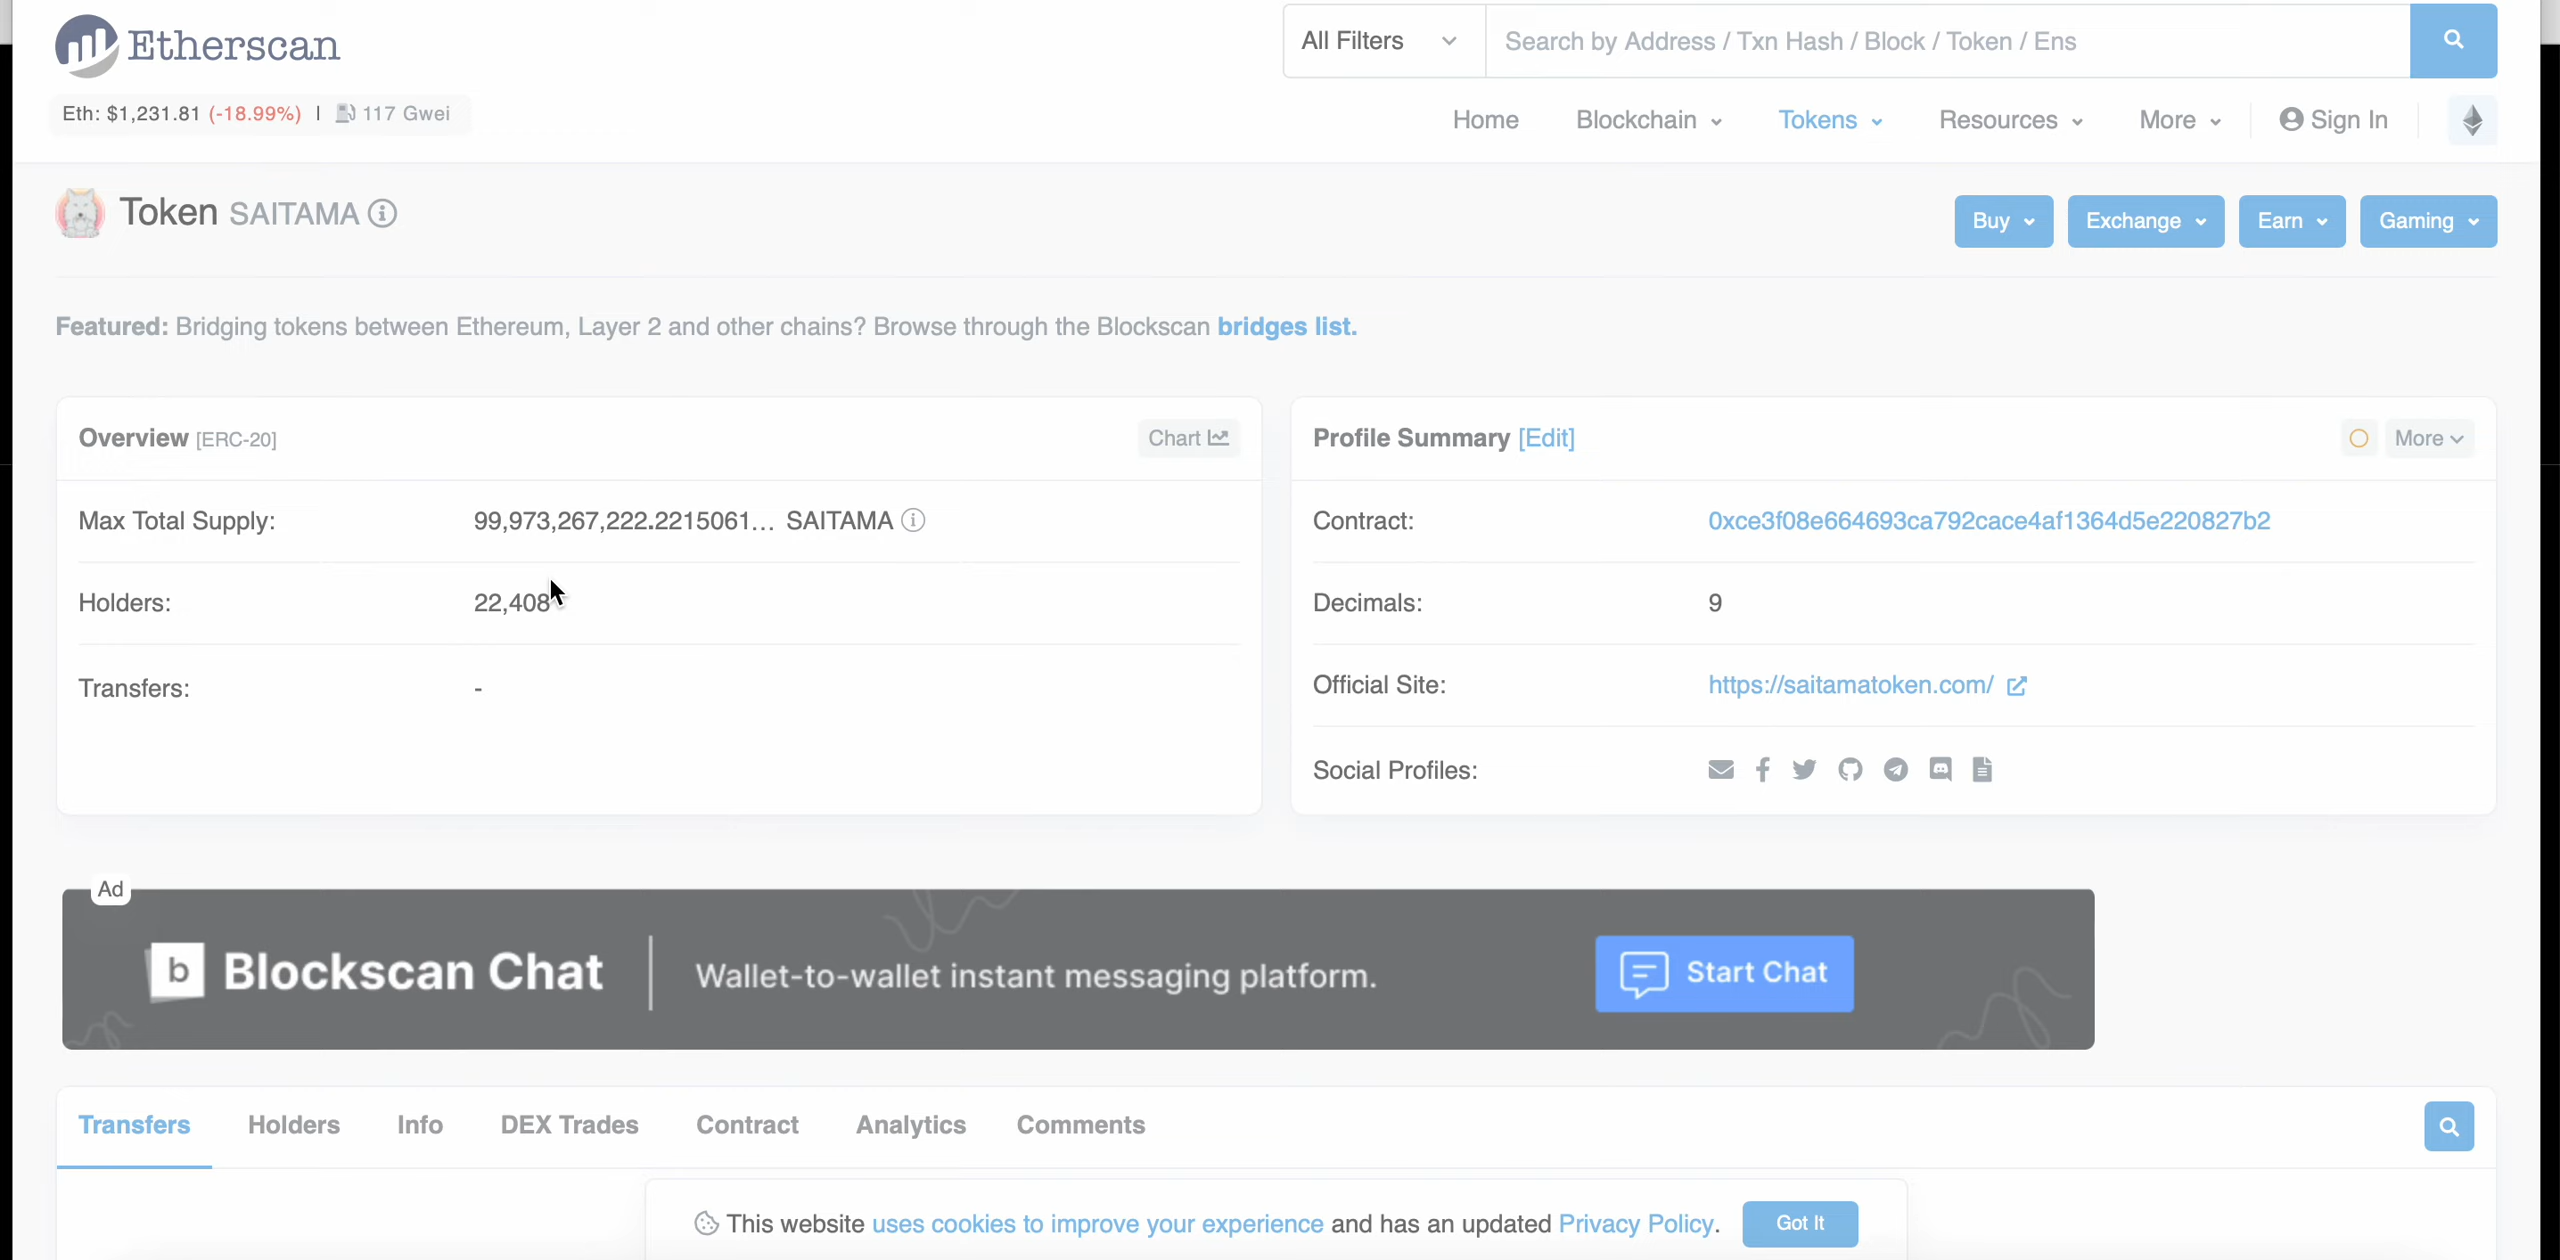 Etherscan
All Filters
Search by Address / Txn Hash / Block / Token / Ens
Eth: $1,231.81 (-18.99%) | 117 Gwei
Home Blockchain Tokens Resources More Sign In
Token SAITAMA
Buy Exchange Earn Gaming
Featured: Bridging tokens between Ethereum, Layer 2 and other chains? Browse through the Blockscan bridges list.
Overview [ERC-20] Chart
Max Total Supply: 99,973,267,222.2215061... SAITAMA
Holders: 22,408
Transfers: -
Profile Summary [Edit] More
Contract: 0xce3f08e664693ca792cace4af1364d5e220827b2
Decimals: 9
Official Site: https://saitamatoken.com/
Social Profiles:
Ad
b Blockscan Chat Wallet-to-wallet instant messaging platform. Start Chat
Transfers Holders Info DEX Trades Contract Analytics Comments
This website uses cookies to improve your experience and has an updated Privacy Policy. Got It